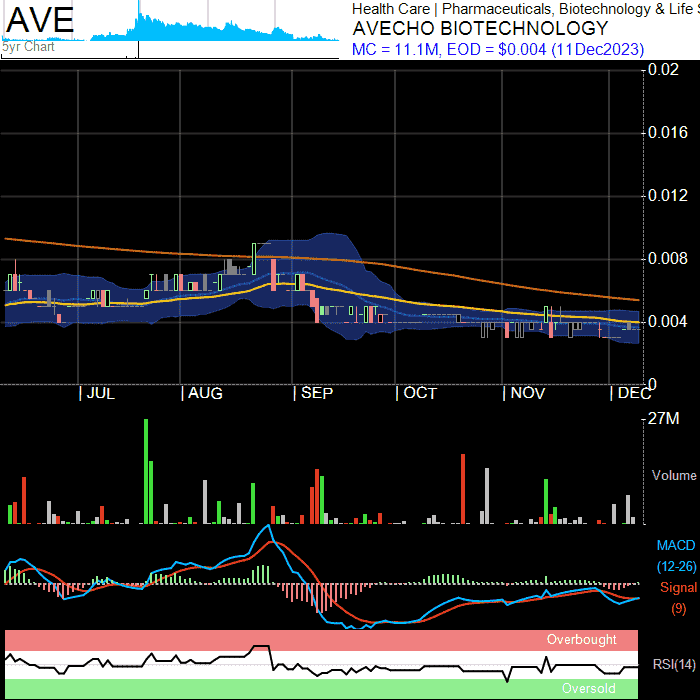 AVE
5yr Chart
Health Care | Pharmaceuticals, Biotechnology & Life S
AVECHO BIOTECHNOLOGY
MC = 11.1M, EOD = $0.004 (11Dec2023)
0.02
0.016
0.012
0.008
0.004
0
| JUL | AUG | SEP | OCT | NOV | DEC
27M
Volume
MACD
(12-26)
Signal
(9)
Overbought
RSI(14)
Oversold